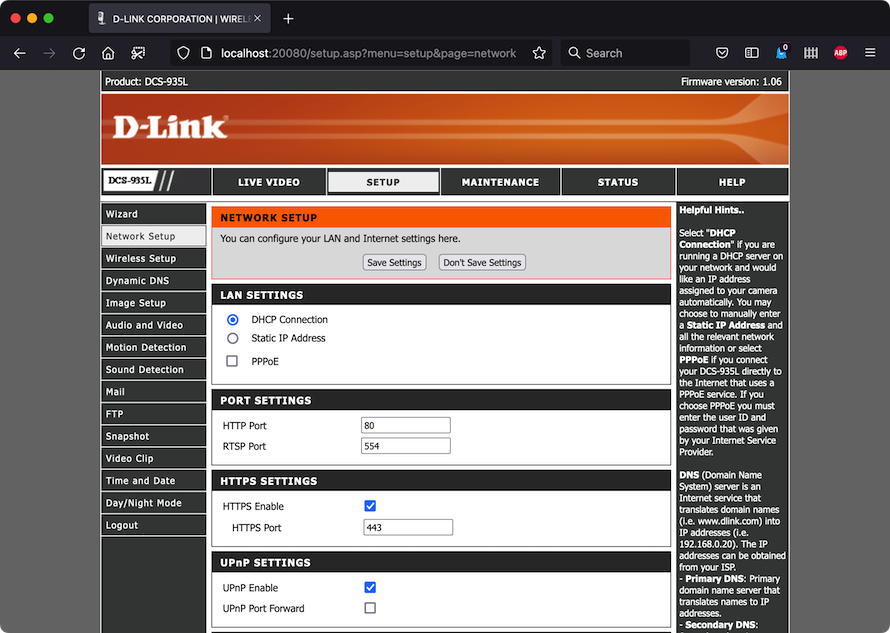 D-LINK CORPORATION | WIREL
localhost:20080/setup.asp?menu=setup&page=network
Search
0
ABP
Product: DCS-935L
Firmware version: 1.06
D-Link
DCS-935L
LIVE VIDEO
SETUP
MAINTENANCE
STATUS
HELP
Wizard
Network Setup
Wireless Setup
Dynamic DNS
Image Setup
Audio and Video
Motion Detection
Sound Detection
Mail
FTP
Snapshot
Video Clip
Time and Date
Day/Night Mode
Logout
NETWORK SETUP
You can configure your LAN and Internet settings here.
Save Settings
Don't Save Settings
LAN SETTINGS
DHCP Connection
Static IP Address
PPPoE
PORT SETTINGS
HTTP Port
80
RTSP Port
554
HTTPS SETTINGS
HTTPS Enable
HTTPS Port
443
UPnP SETTINGS
UPnP Enable
UPnP Port Forward
Helpful Hints..
Select "DHCP
Connection" if you are
running a DHCP server on
your network and would
like an IP address
assigned to your camera
automatically. You may
choose to manually enter
a Static IP Address and
all the relevant network
information or select
PPPoE if you connect
your DCS-935L directly to
the Internet that uses a
PPPoE service. If you
choose PPPoE you must
enter the user ID and
password that was given
by your Internet Service
Provider.
DNS (Domain Name
System) server is an
Internet service that
translates domain names
(i.e. www.dlink.com) into
IP addresses (i.e.
192.168.0.20). The IP
addresses can be obtained
from your ISP.
- Primary DNS: Primary
domain name server that
translates names to IP
addresses.
- Secondary DNS: